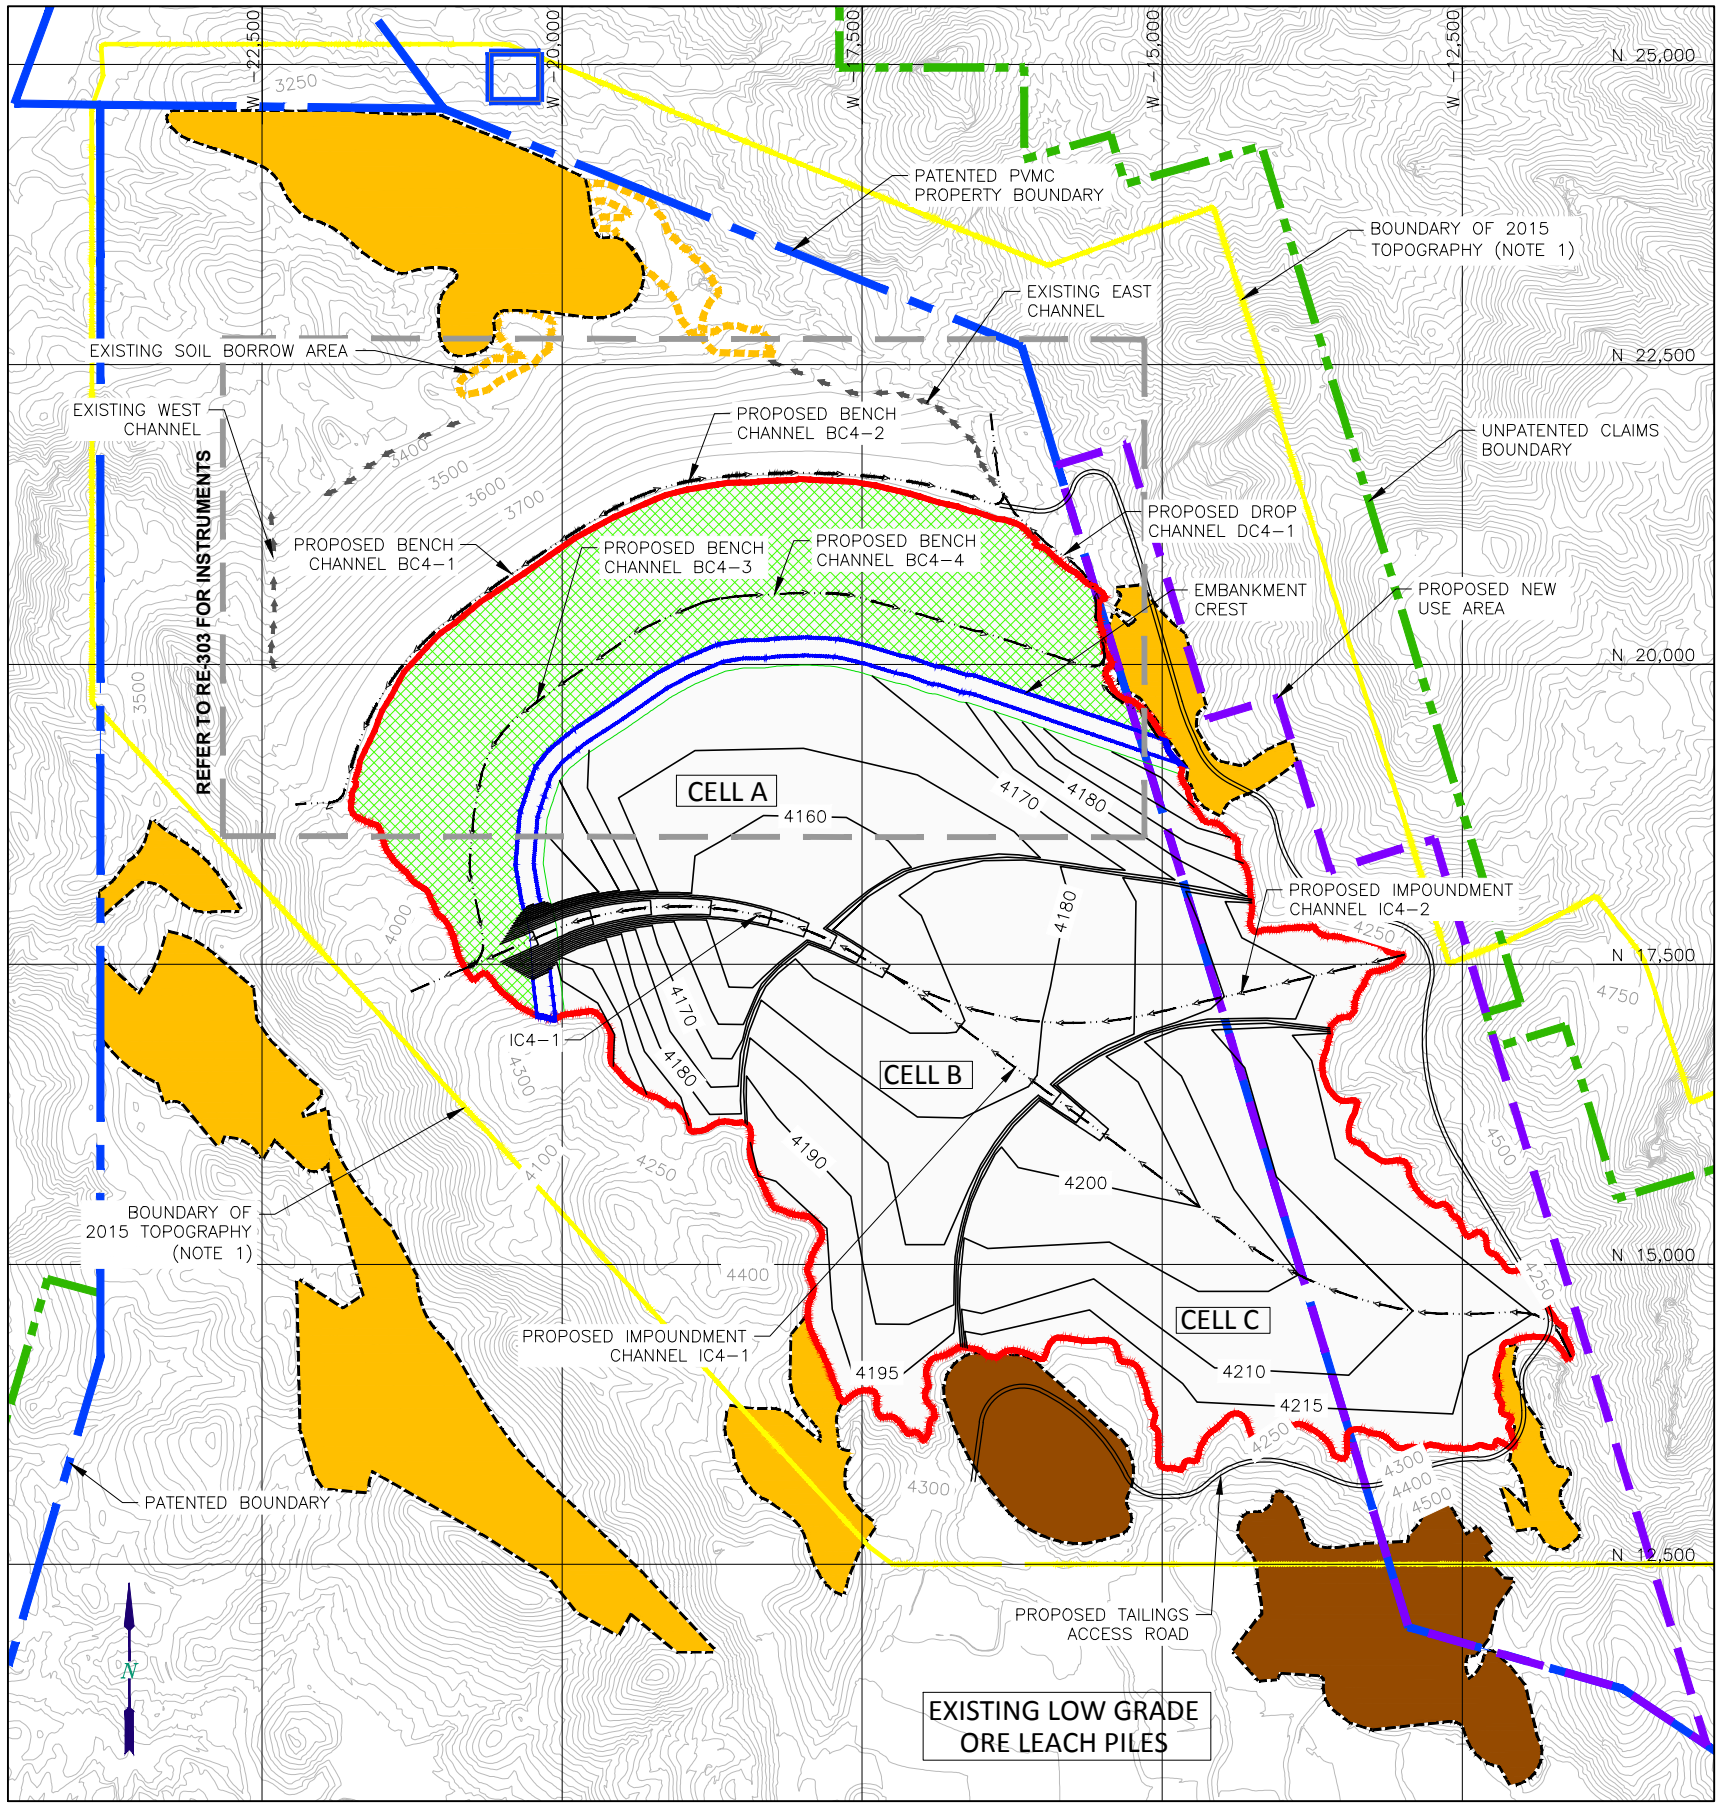 W -22,500
W -20,000
W -17,500
W -15,000
W -12,500
N 25,000
3250
PATENTED PVMC
PROPERTY BOUNDARY
BOUNDARY OF 2015
TOPOGRAPHY (NOTE 1)
EXISTING EAST
CHANNEL
EXISTING SOIL BORROW AREA
N 22,500
EXISTING WEST
CHANNEL
PROPOSED BENCH
CHANNEL BC4-2
UNPATENTED CLAIMS
BOUNDARY
3400
3500
3600
3700
REFER TO RE-303 FOR INSTRUMENTS
PROPOSED BENCH
CHANNEL BC4-1
PROPOSED BENCH
CHANNEL BC4-3
PROPOSED BENCH
CHANNEL BC4-4
PROPOSED DROP
CHANNEL DC4-1
EMBANKMENT
CREST
PROPOSED NEW
USE AREA
N 20,000
3500
CELL A
4160
4170
4180
4180
PROPOSED IMPOUNDMENT
CHANNEL IC4-2
4250
4000
N 17,500
4750
4170
IC4-1
4300
4180
CELL B
4100
4250
4190
4200
4500
BOUNDARY OF
2015 TOPOGRAPHY
(NOTE 1)
N 15,000
4400
4250
PROPOSED IMPOUNDMENT
CHANNEL IC4-1
CELL C
4195
4210
4215
4250
4300
4400
4500
4300
PATENTED BOUNDARY
N 12,500
PROPOSED TAILINGS
ACCESS ROAD
N
EXISTING LOW GRADE
ORE LEACH PILES